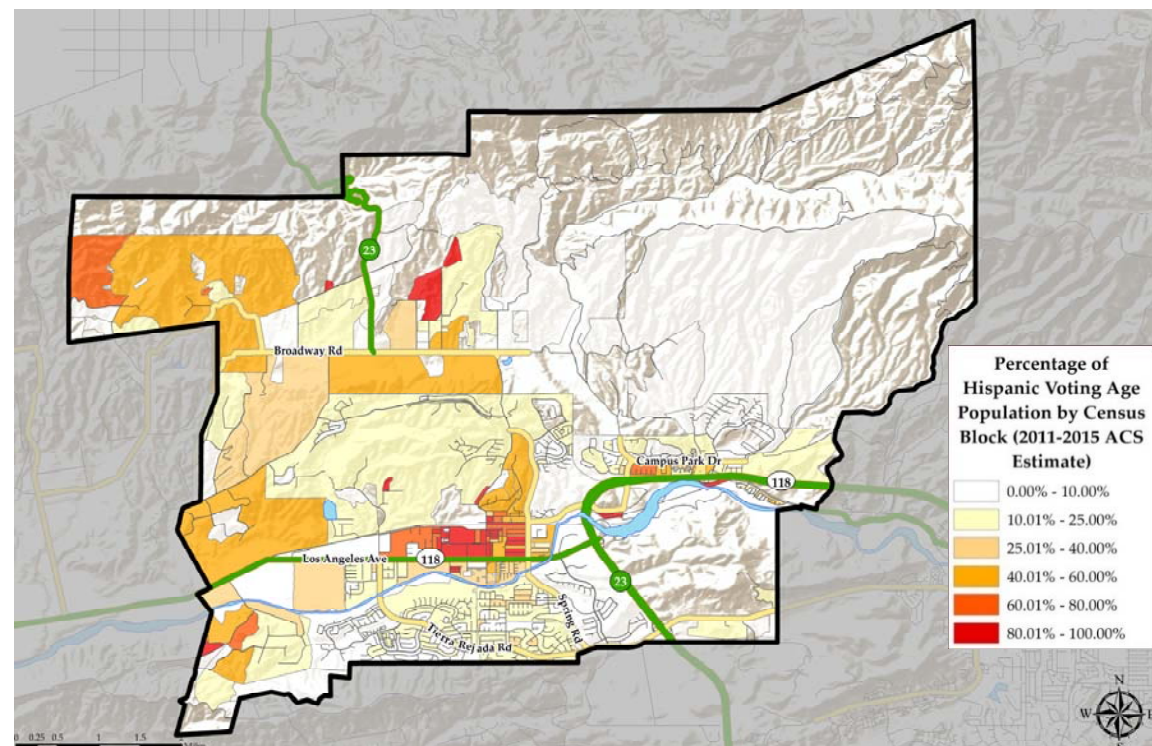 23
Broadway Rd
Campus Park Dr
118
Los Angeles Ave
118
23
Spring Rd
Tierra Rejada Rd
Percentage of
Hispanic Voting Age
Population by Census
Block (2011-2015 ACS
Estimate)
0.00% - 10.00%
10.01% - 25.00%
25.01% - 40.00%
40.01% - 60.00%
60.01% - 80.00%
80.01% - 100.00%
N
W E
0 0.25 0.5 1 1.5